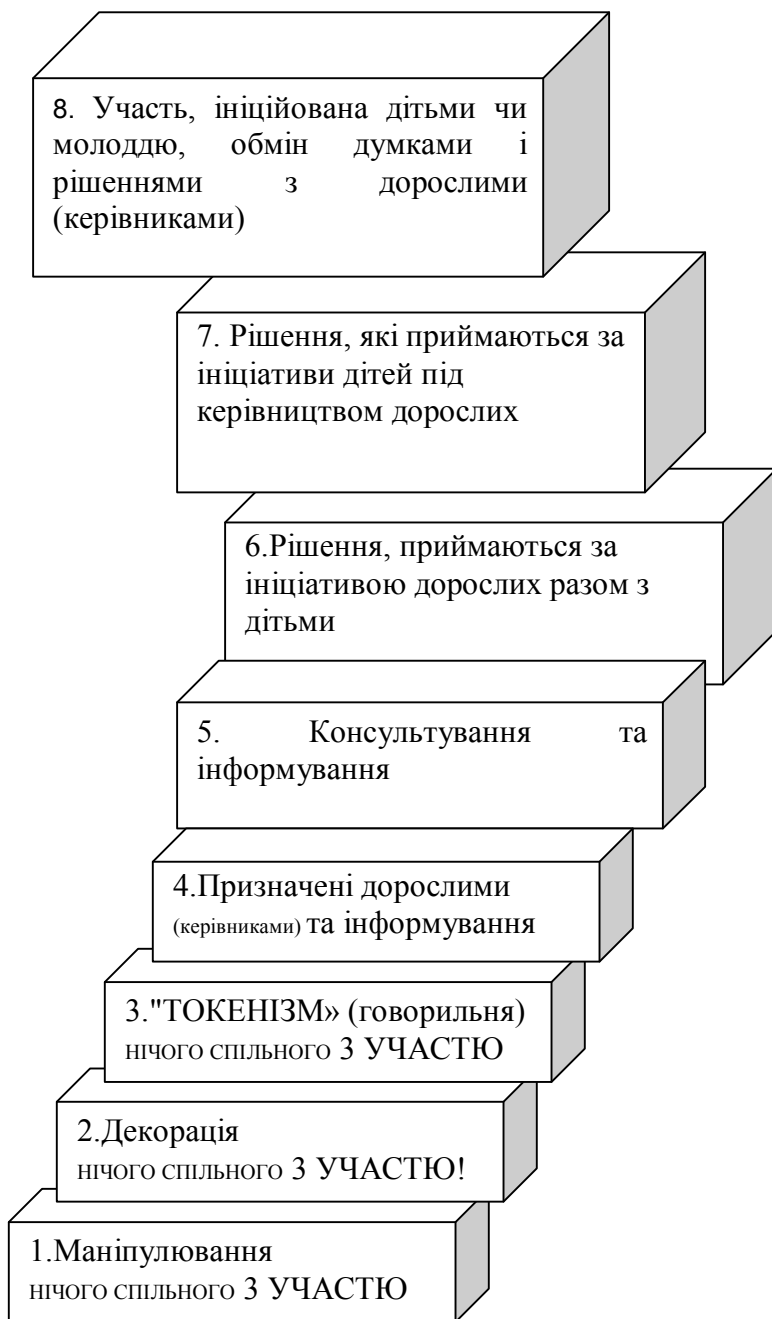 8. Участь, ініційована дітьми чи
молоддю, обмін думками і
рішеннями з дорослими
(керівниками)
7. Рішення, які приймаються за
ініціативи дітей під
керівництвом дорослих
6.Рішення, приймаються за
ініціативою дорослих разом з
дітьми
5. Консультування та
інформування
4.Призначені дорослими
(керівниками) та інформування
3."ТОКЕНІЗМ» (говорильня)
НІЧОГО СПІЛЬНОГО З УЧАСТЮ
2.Декорація
НІЧОГО СПІЛЬНОГО З УЧАСТЮ!
1.Маніпулювання
НІЧОГО СПІЛЬНОГО З УЧАСТЮ